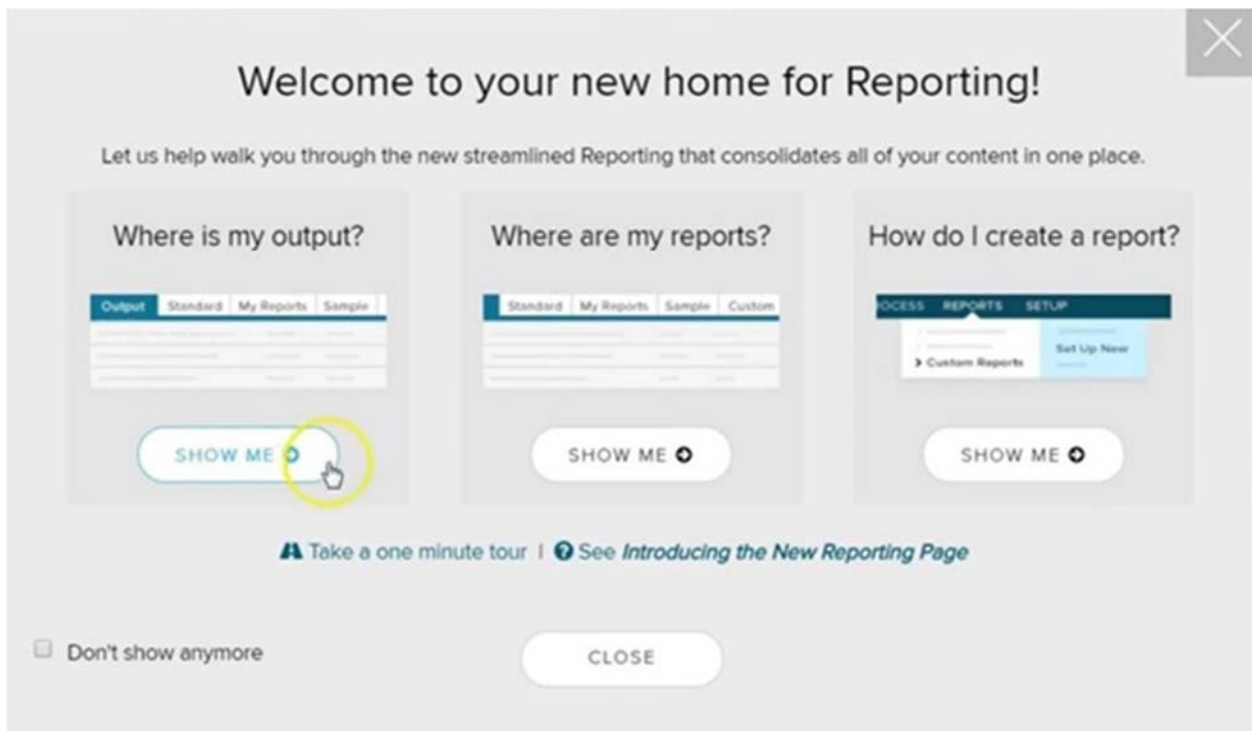 Welcome to your new home for Reporting!
Let us help walk you through the new streamlined Reporting that consolidates all of your content in one place.
Where is my output?
Where are my reports?
How do I create a report?
Output Standard My Reports Sample
Standard My Reports Sample Custom
OCESS REPORTS SETUP
Set Up New
> Custom Reports
SHOW ME
SHOW ME
SHOW ME
Take a one minute tour | See Introducing the New Reporting Page
Don't show anymore
CLOSE